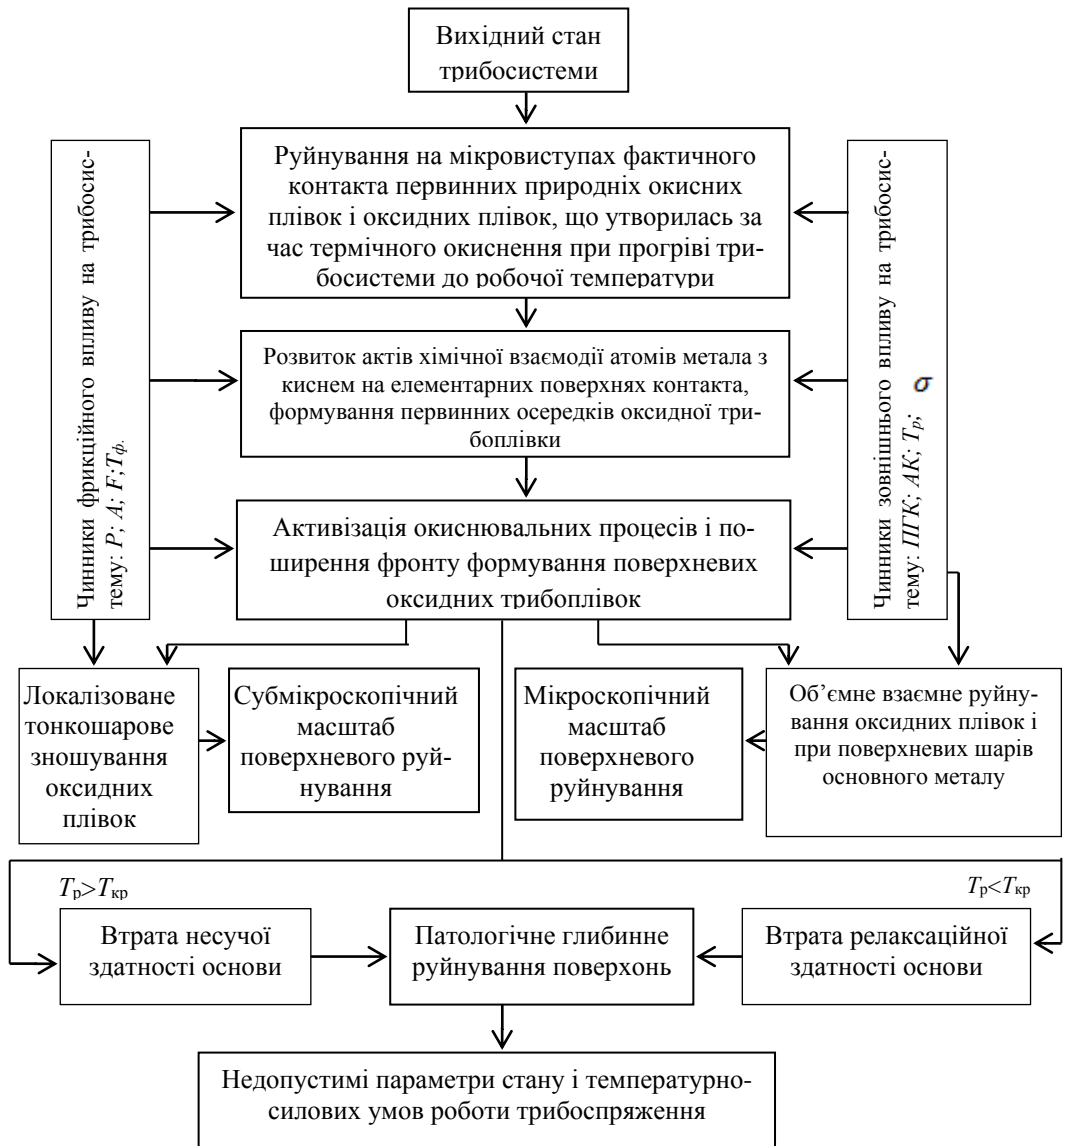 Вихідний стан
трибосистеми
Руйнування на мікровиступах фактичного
контакта первинних природніх окисних
плівок і оксидних плівок, що утворилась за
час термічного окиснення при прогріві три-
босистеми до робочої температури
Чинники фрикційного впливу на трибосис-
тему: P; A; F;Tф.
Чинники зовнішнього впливу на трибосис-
тему: ПГК; АК; Tр; σ
Розвиток актів хімічної взаємодії атомів метала з
киснем на елементарних поверхнях контакта,
формування первинних осередків оксидної три-
боплівки
Активізація окиснювальних процесів і по-
ширення фронту формування поверхневих
оксидних трибоплівок
Локалізоване
тонкошарове
зношування
оксидних
плівок
Субмікроскопічний
масштаб
поверхневого руй-
нування
Мікроскопічний
масштаб
поверхневого
руйнування
Об’ємне взаємне руйну-
вання оксидних плівок і
при поверхневих шарів
основного металу
Tр>Tкр
Tр<Tкр
Втрата несучої
здатності основи
Патологічне глибинне
руйнування поверхонь
Втрата релаксаційної
здатності основи
Недопустимі параметри стану і температурно-
силових умов роботи трибоспряження